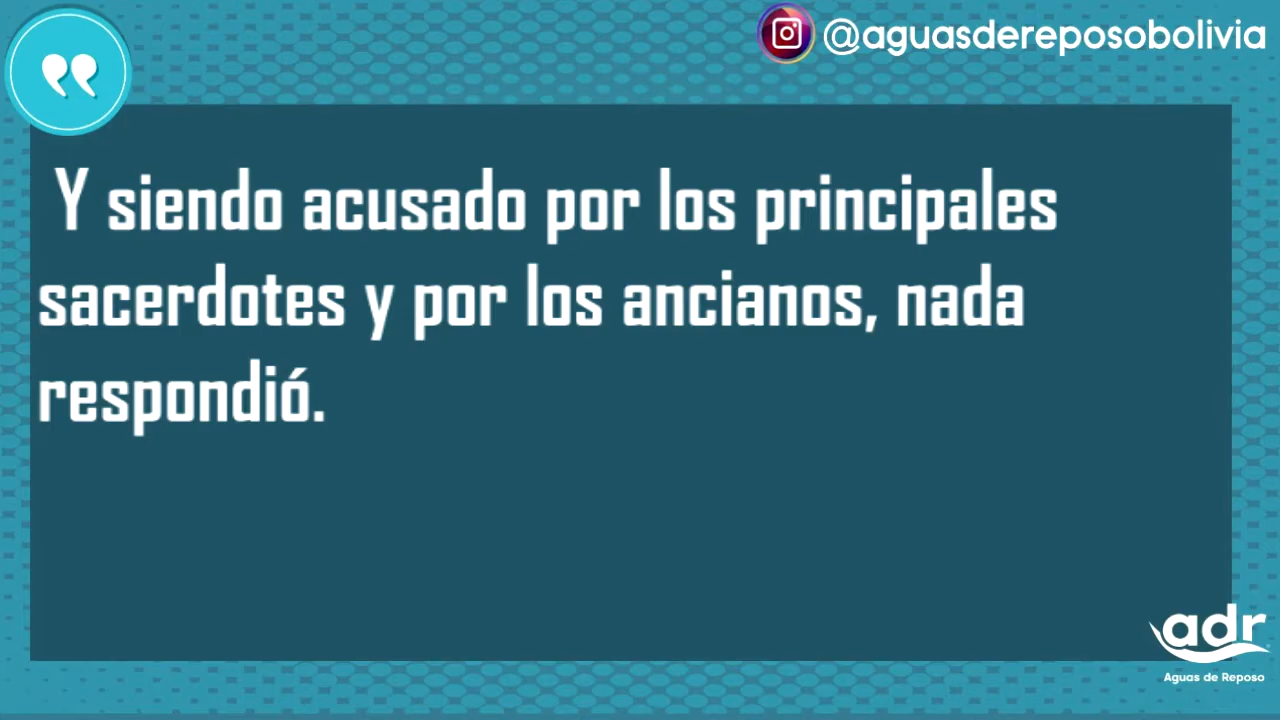 @aguasdereposobolivia
Y siendo acusado por los principales
sacerdotes y por los ancianos, nada
respondió.
adr
Aguas de Reposo